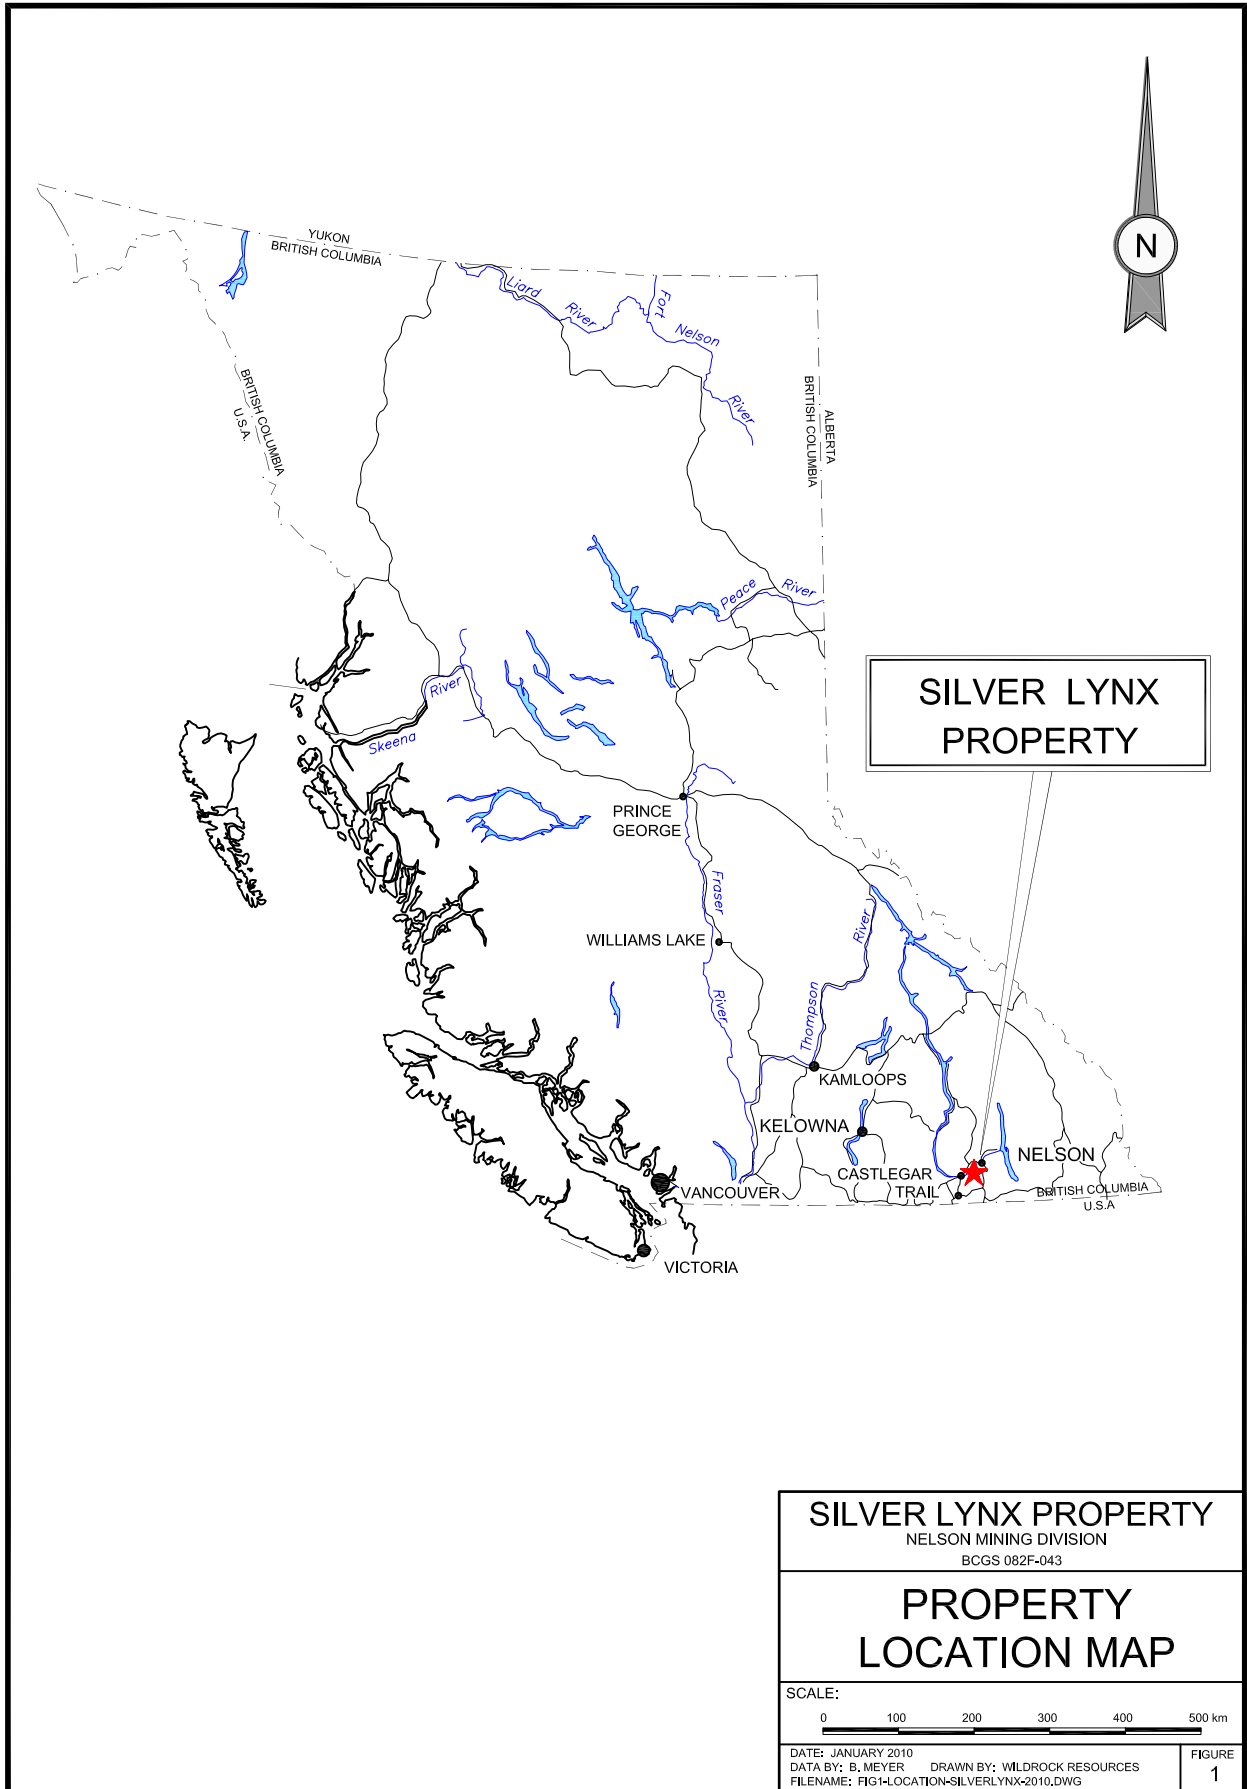 N
YUKON
BRITISH COLUMBIA
Liard
River
Fort
Nelson
River
BRITISH COLUMBIA
U.S.A.
ALBERTA
BRITISH COLUMBIA
Peace River
SILVER LYNX
PROPERTY
River
Skeena
PRINCE
GEORGE
Fraser
River
WILLIAMS LAKE
River
Thompson
KAMLOOPS
KELOWNA
NELSON
CASTLEGAR
TRAIL
VANCOUVER
BRITISH COLUMBIA
U.S.A
VICTORIA
SILVER LYNX PROPERTY
NELSON MINING DIVISION
BCGS 082F-043
PROPERTY
LOCATION MAP
SCALE:
0 100 200 300 400 500 km
DATE: JANUARY 2010
DATA BY: B. MEYER DRAWN BY: WILDROCK RESOURCES
FILENAME: FIG1-LOCATION-SILVERLYNX-2010.DWG
FIGURE
1